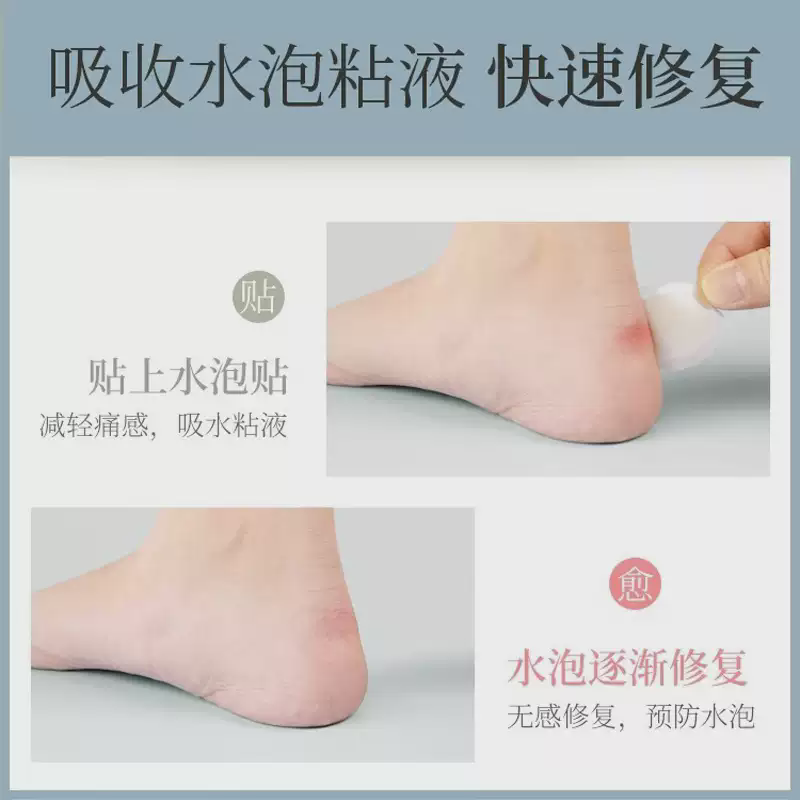 吸收水泡粘液 快速修复
贴
贴上水泡贴
减轻痛感，吸水粘液
愈
水泡逐渐修复
无感修复，预防水泡